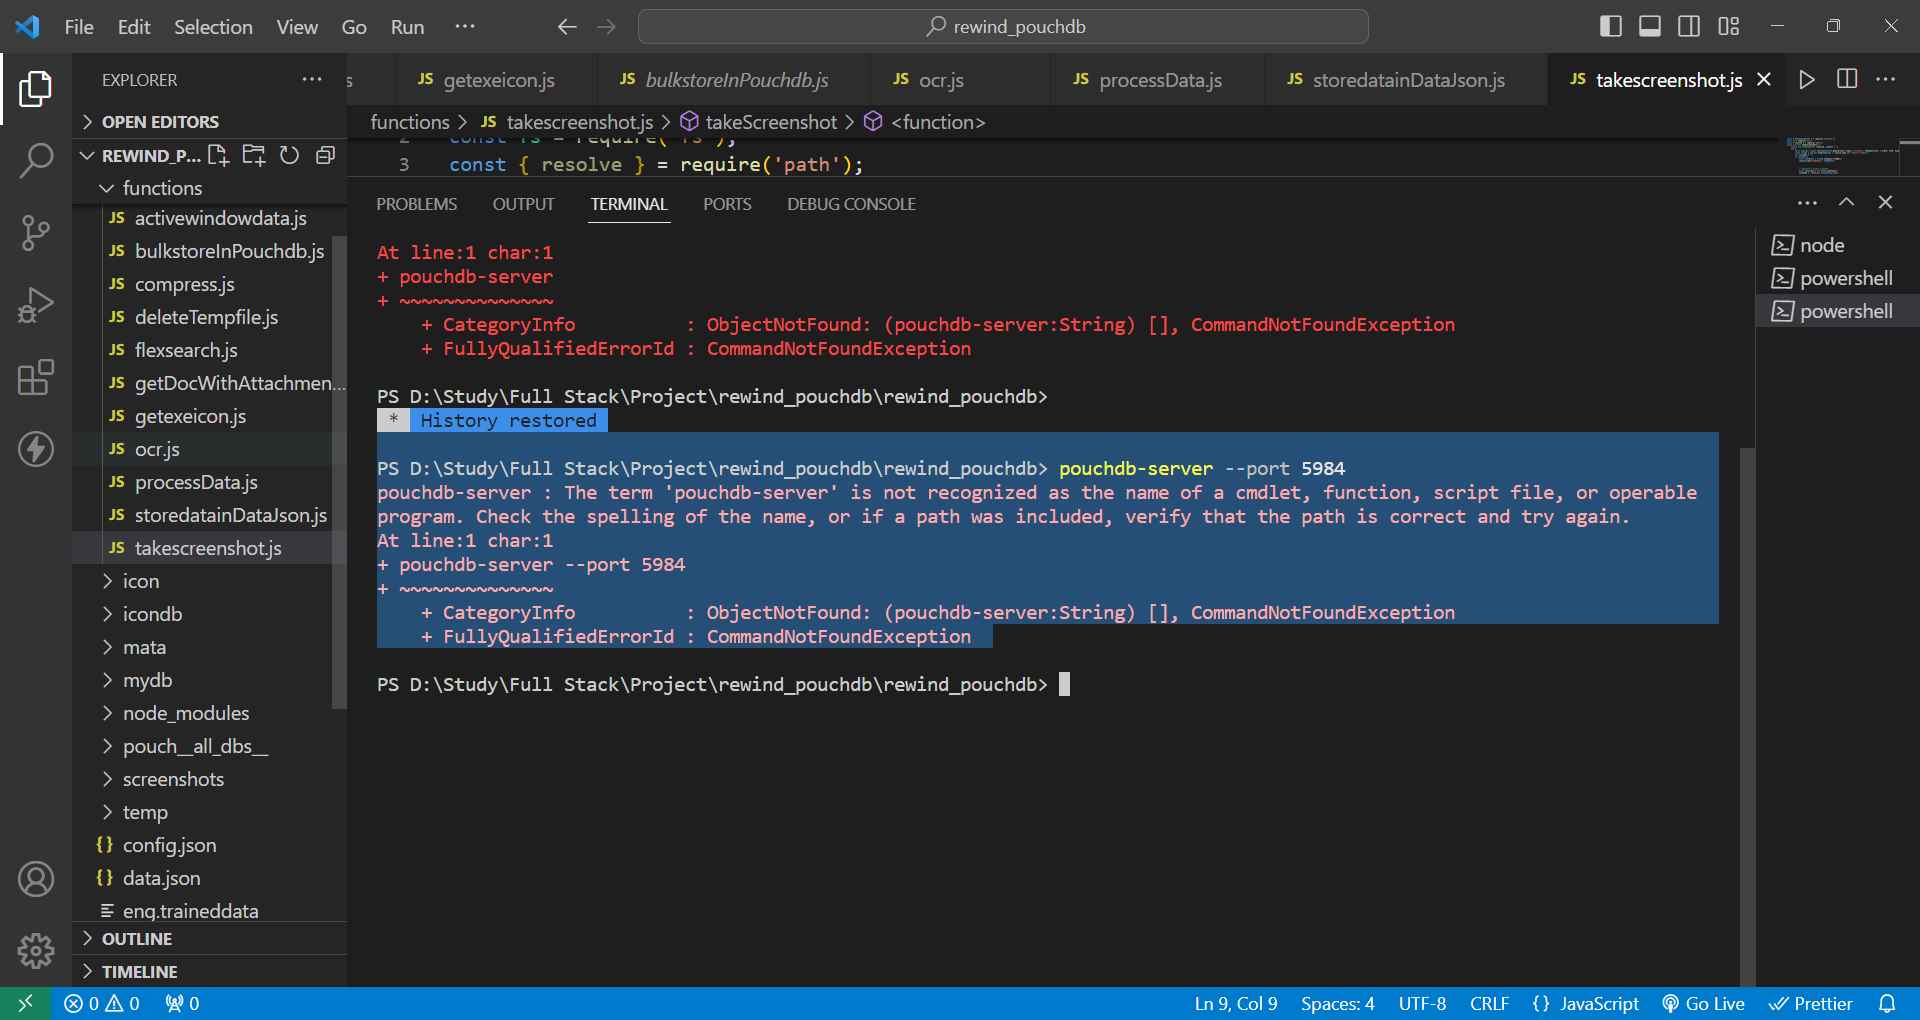 File Edit Selection View Go Run ··· rewind_pouchdb
EXPLORER ···
s JS getexeicon.js JS bulkstoreInPouchdb.js JS ocr.js JS processData.js JS storedatainDataJson.js JS takescreenshot.js ···
OPEN EDITORS
functions > JS takescreenshot.js > takeScreenshot > <function>
REWIND_P...
functions
JS activewindowdata.js
JS bulkstoreInPouchdb.js
JS compress.js
JS deleteTempfile.js
JS flexsearch.js
JS getDocWithAttachmen...
JS getexeicon.js
JS ocr.js
JS processData.js
JS storedatainDataJson.js
JS takescreenshot.js
icon
icondb
mata
mydb
node_modules
pouch__all_dbs__
screenshots
temp
{} config.json
{} data.json
eng.traineddata
OUTLINE
TIMELINE
2 const fs = require('fs');
3 const { resolve } = require('path');
PROBLEMS OUTPUT TERMINAL PORTS DEBUG CONSOLE ···
At line:1 char:1
+ pouchdb-server
+ ~~~~~~~~~~~~~~
+ CategoryInfo : ObjectNotFound: (pouchdb-server:String) [], CommandNotFoundException
+ FullyQualifiedErrorId : CommandNotFoundException
PS D:\Study\Full Stack\Project\rewind_pouchdb\rewind_pouchdb>
* History restored
PS D:\Study\Full Stack\Project\rewind_pouchdb\rewind_pouchdb> pouchdb-server --port 5984
pouchdb-server : The term 'pouchdb-server' is not recognized as the name of a cmdlet, function, script file, or operable
program. Check the spelling of the name, or if a path was included, verify that the path is correct and try again.
At line:1 char:1
+ pouchdb-server --port 5984
+ ~~~~~~~~~~~~~~
+ CategoryInfo : ObjectNotFound: (pouchdb-server:String) [], CommandNotFoundException
+ FullyQualifiedErrorId : CommandNotFoundException
PS D:\Study\Full Stack\Project\rewind_pouchdb\rewind_pouchdb>
node
powershell
powershell
0 0 0 Ln 9, Col 9 Spaces: 4 UTF-8 CRLF {} JavaScript Go Live Prettier